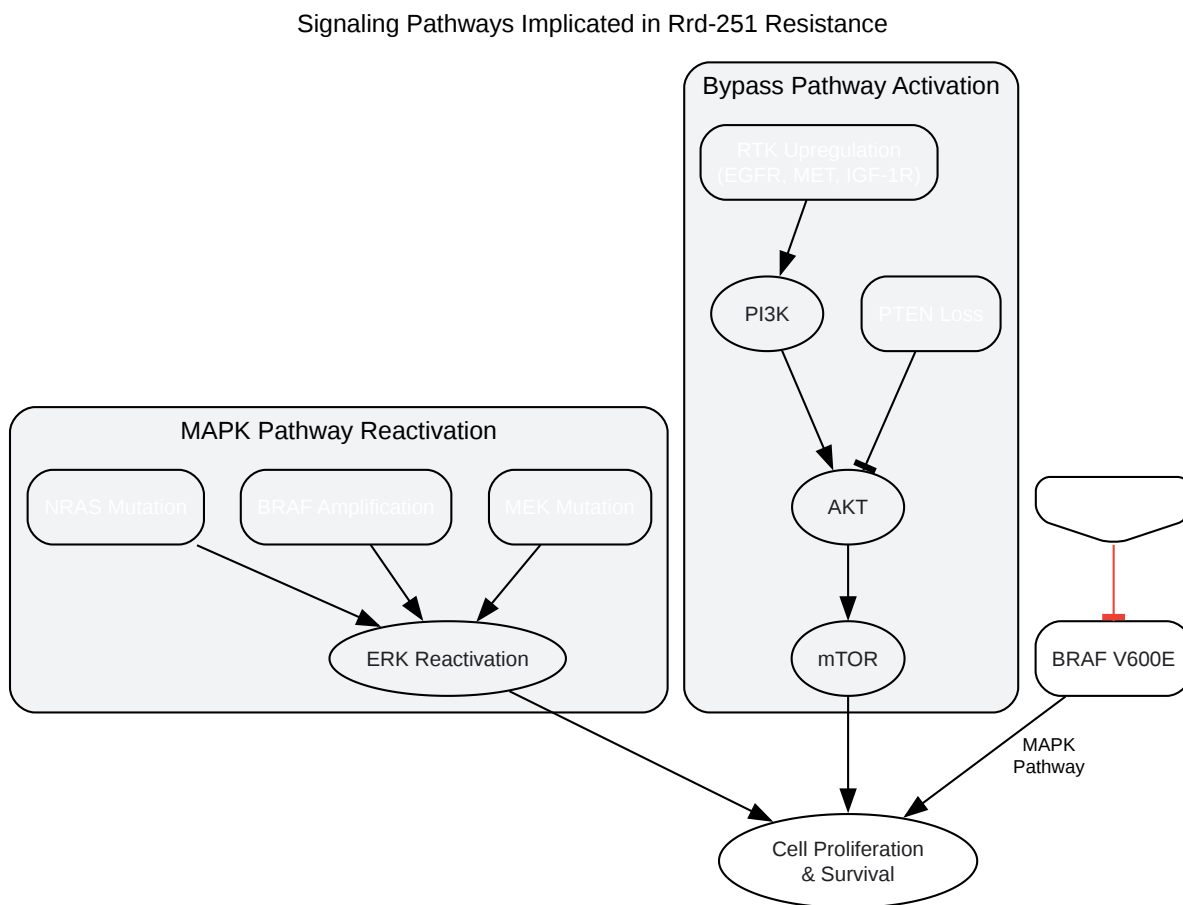 Signaling Pathways Implicated in Rrd-251 Resistance
Bypass Pathway Activation
RTK Upregulation
(EGFR, MET, IGF-1R)
PI3K
PTEN Loss
MAPK Pathway Reactivation
NRAS Mutation
BRAF Amplification
MEK Mutation
AKT
ERK Reactivation
mTOR
BRAF V600E
MAPK
Pathway
Cell Proliferation
& Survival